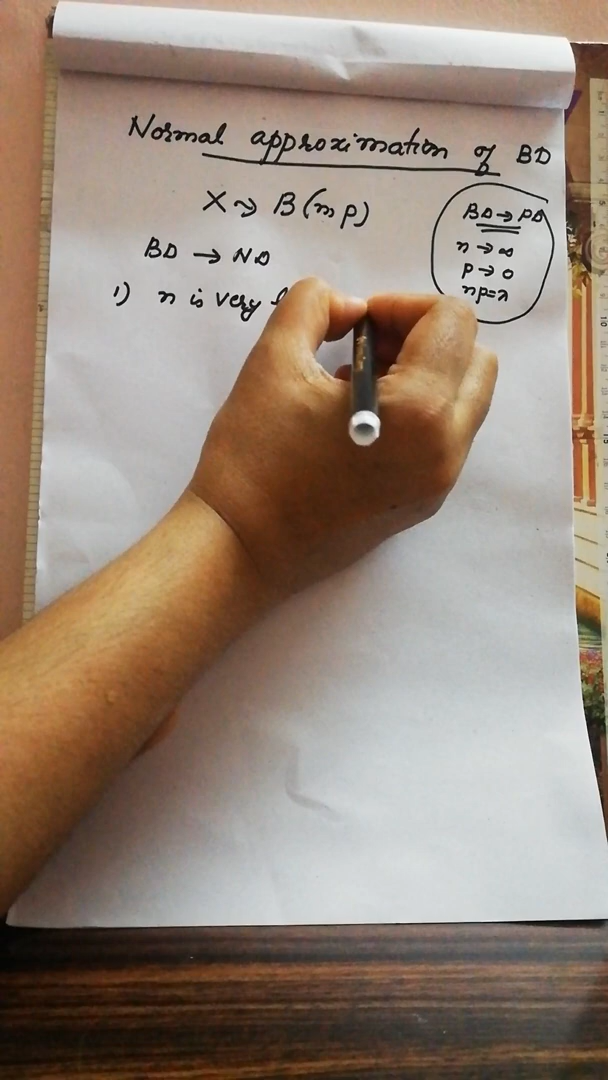 Normal approximation of BD
X → B(n p)
BD → ND
1) n is very
BD → PD
n → ∞
p → 0
np = λ